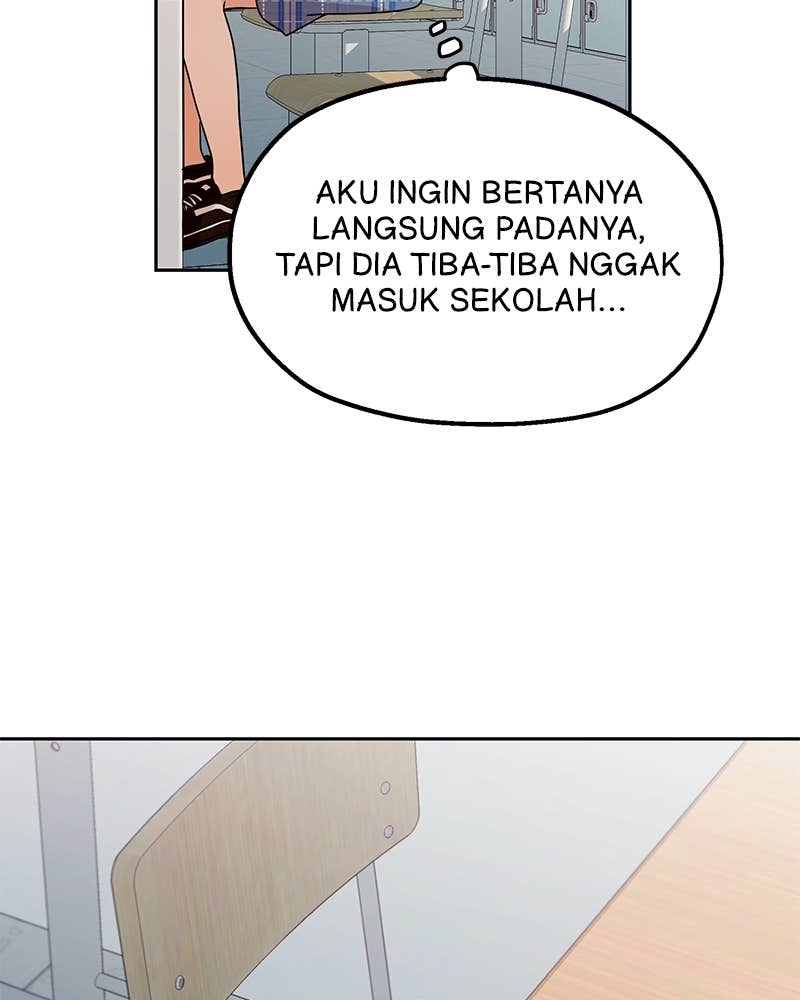 AKU INGIN BERTANYA
LANGSUNG PADANYA,
TAPI DIA TIBA-TIBA NGGAK
MASUK SEKOLAH...